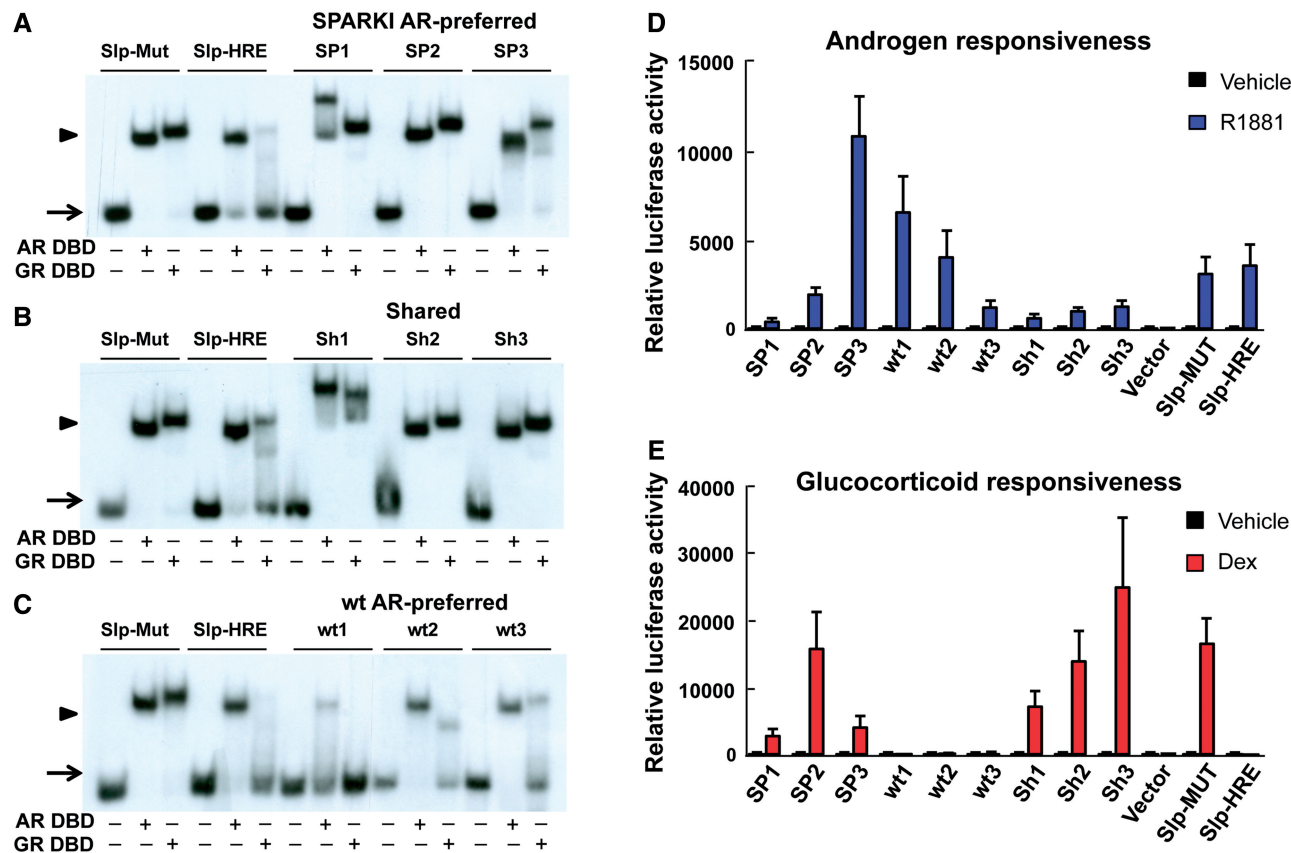 A
SPARKI AR-preferred
Slp-Mut Slp-HRE SP1 SP2 SP3
AR DBD – + – – + – – + – – + – – + –
GR DBD – – + – – + – – + – – + – – +
B
Shared
Slp-Mut Slp-HRE Sh1 Sh2 Sh3
AR DBD – + – – + – – + – – + – – + –
GR DBD – – + – – + – – + – – + – – +
C
wt AR-preferred
Slp-Mut Slp-HRE wt1 wt2 wt3
AR DBD – + – – + – – + – – + – – + –
GR DBD – – + – – + – – + – – + – – +
D
Androgen responsiveness
Relative luciferase activity
15000
10000
5000
0
Vehicle
R1881
SP1 SP2 SP3 wt1 wt2 wt3 Sh1 Sh2 Sh3 Vector Slp-MUT Slp-HRE
E
Glucocorticoid responsiveness
Relative luciferase activity
40000
30000
20000
10000
0
Vehicle
Dex
SP1 SP2 SP3 wt1 wt2 wt3 Sh1 Sh2 Sh3 Vector Slp-MUT Slp-HRE